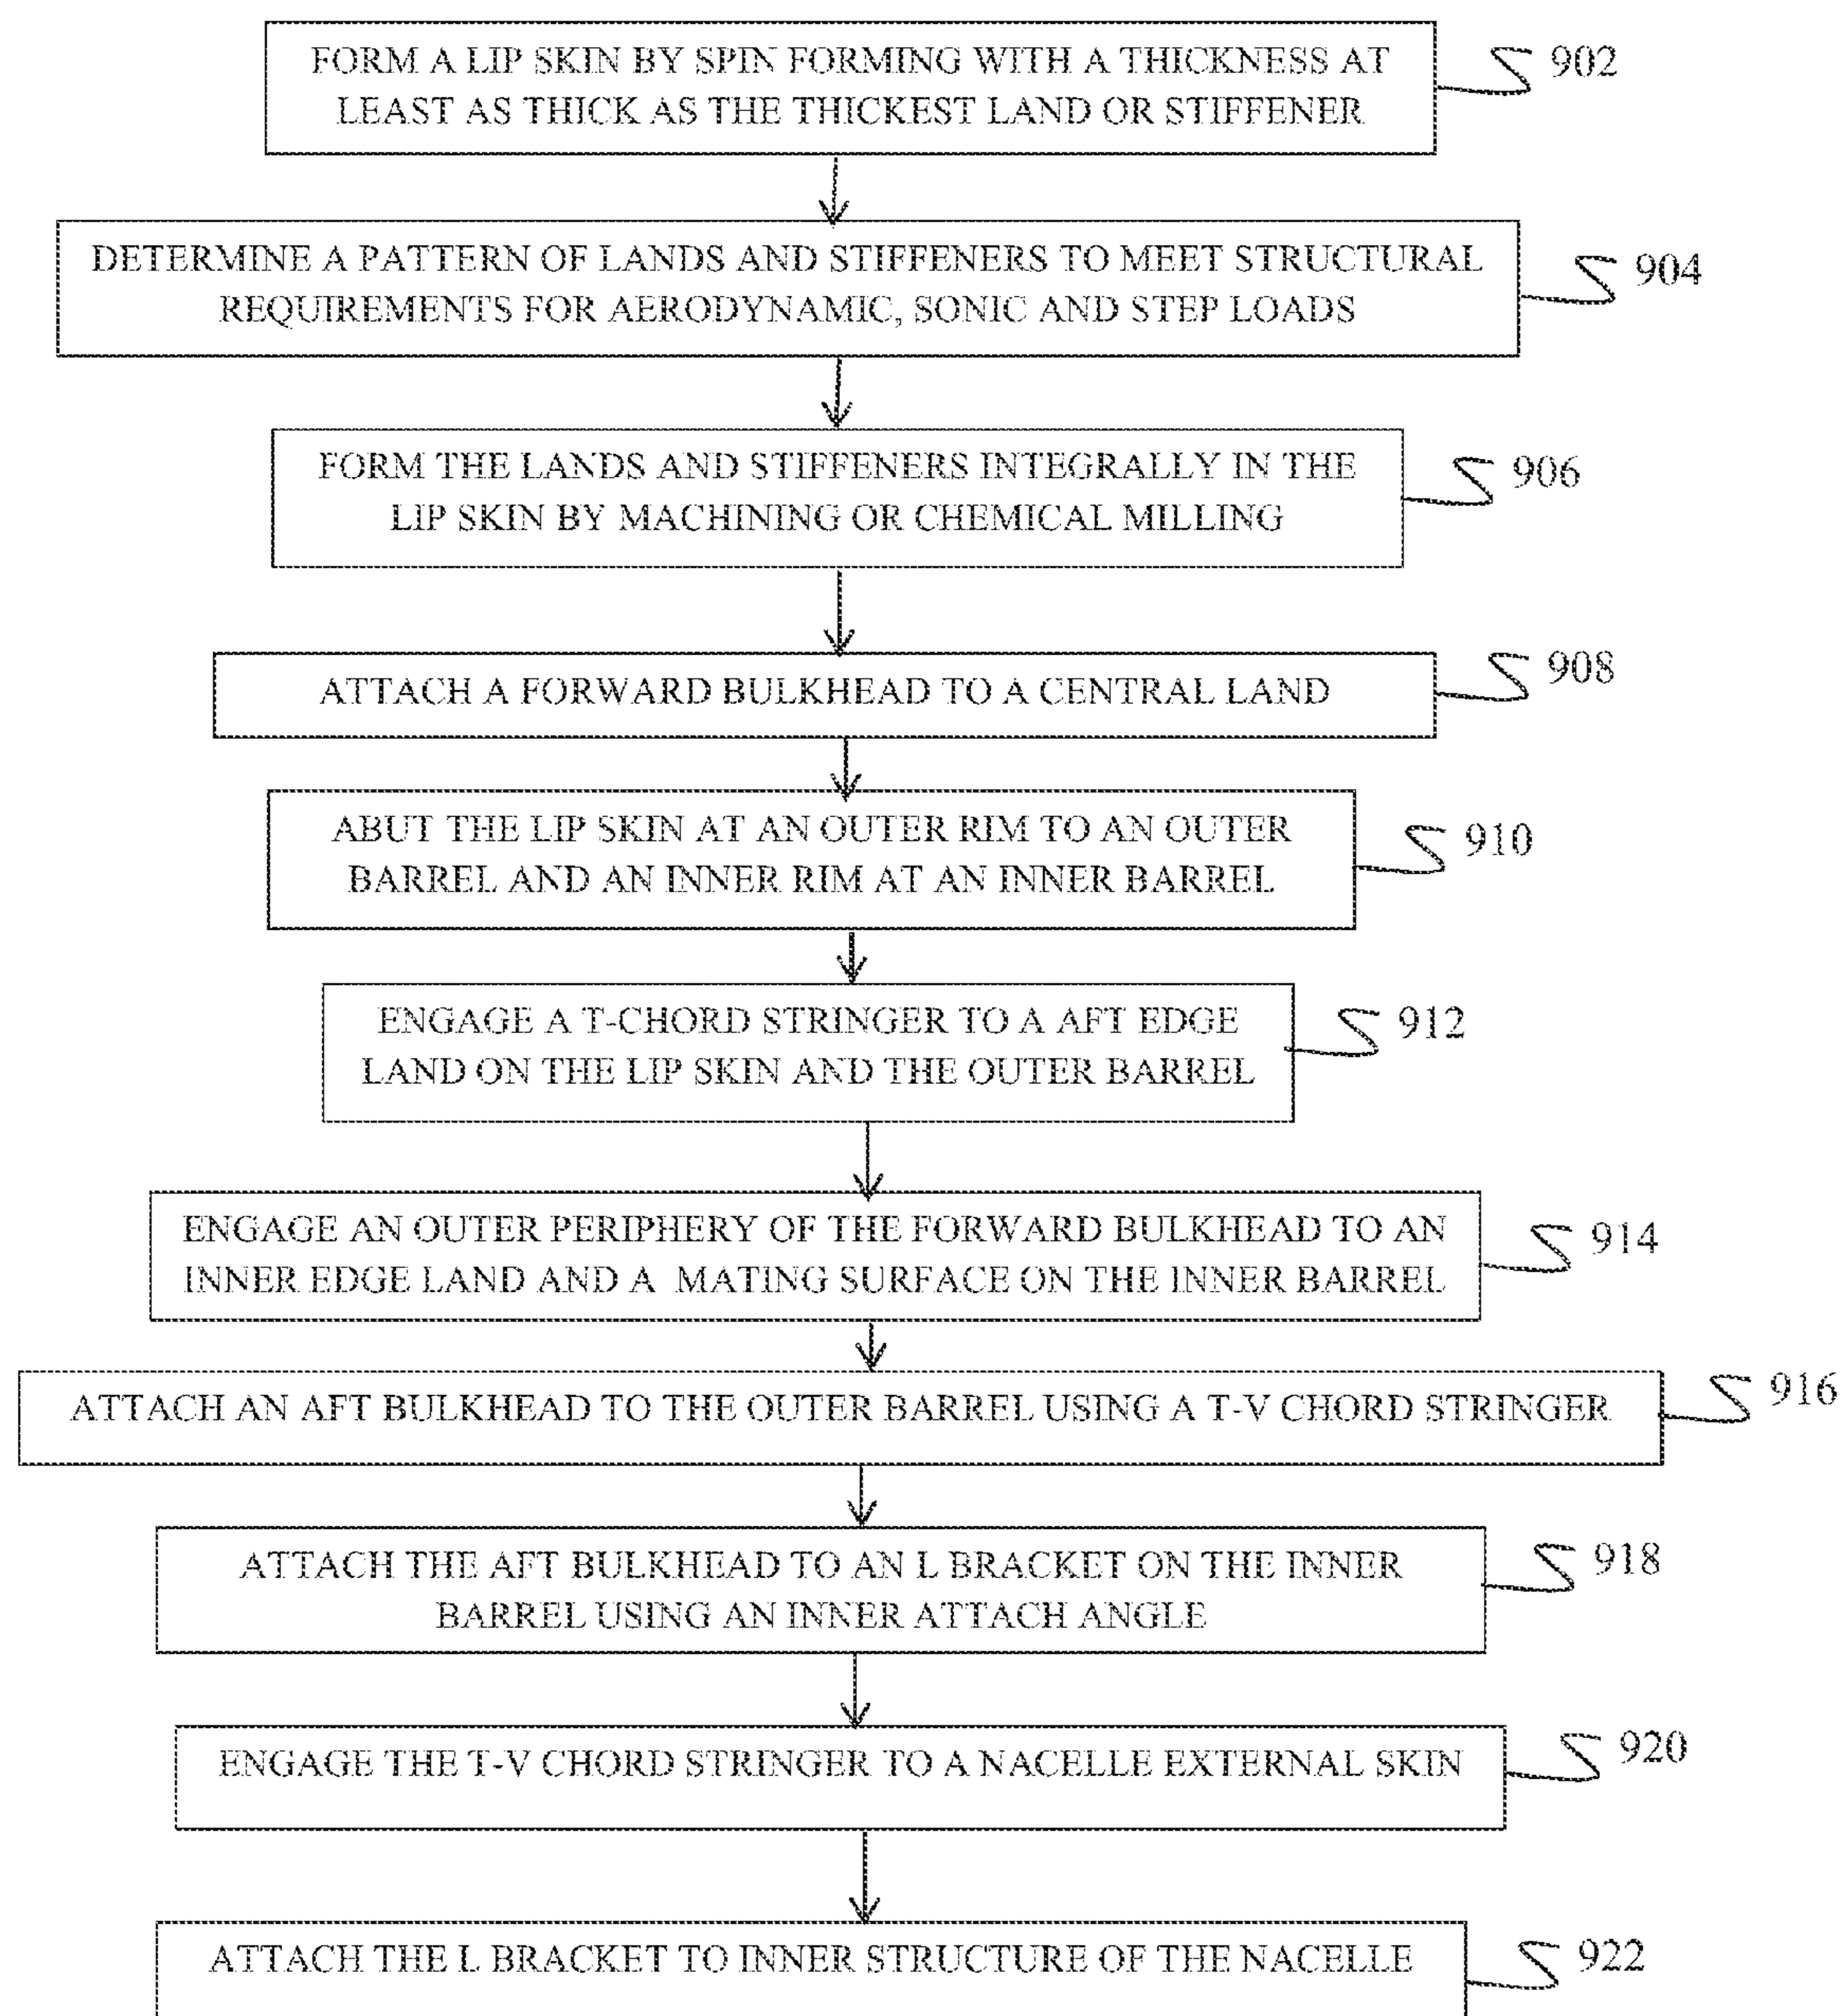 FORM A LIP SKIN BY SPIN FORMING WITH A THICKNESS AT
LEAST AS THICK AS THE THICKEST LAND OR STIFFENER
902
DETERMINE A PATTERN OF LANDS AND STIFFENERS TO MEET STRUCTURAL
REQUIREMENTS FOR AERODYNAMIC, SONIC AND STEP LOADS
904
FORM THE LANDS AND STIFFENERS INTEGRALLY IN THE
LIP SKIN BY MACHINING OR CHEMICAL MILLING
906
ATTACH A FORWARD BULKHEAD TO A CENTRAL LAND
908
ABUT THE LIP SKIN AT AN OUTER RIM TO AN OUTER
BARREL AND AN INNER RIM AT AN INNER BARREL
910
ENGAGE A T-CHORD STRINGER TO A AFT EDGE
LAND ON THE LIP SKIN AND THE OUTER BARREL
912
ENGAGE AN OUTER PERIPHERY OF THE FORWARD BULKHEAD TO AN
INNER EDGE LAND AND A MATING SURFACE ON THE INNER BARREL
914
ATTACH AN AFT BULKHEAD TO THE OUTER BARREL USING A T-V CHORD STRINGER
916
ATTACH THE AFT BULKHEAD TO AN L BRACKET ON THE INNER
BARREL USING AN INNER ATTACH ANGLE
918
ENGAGE THE T-V CHORD STRINGER TO A NACELLE EXTERNAL SKIN
920
ATTACH THE L BRACKET TO INNER STRUCTURE OF THE NACELLE
922